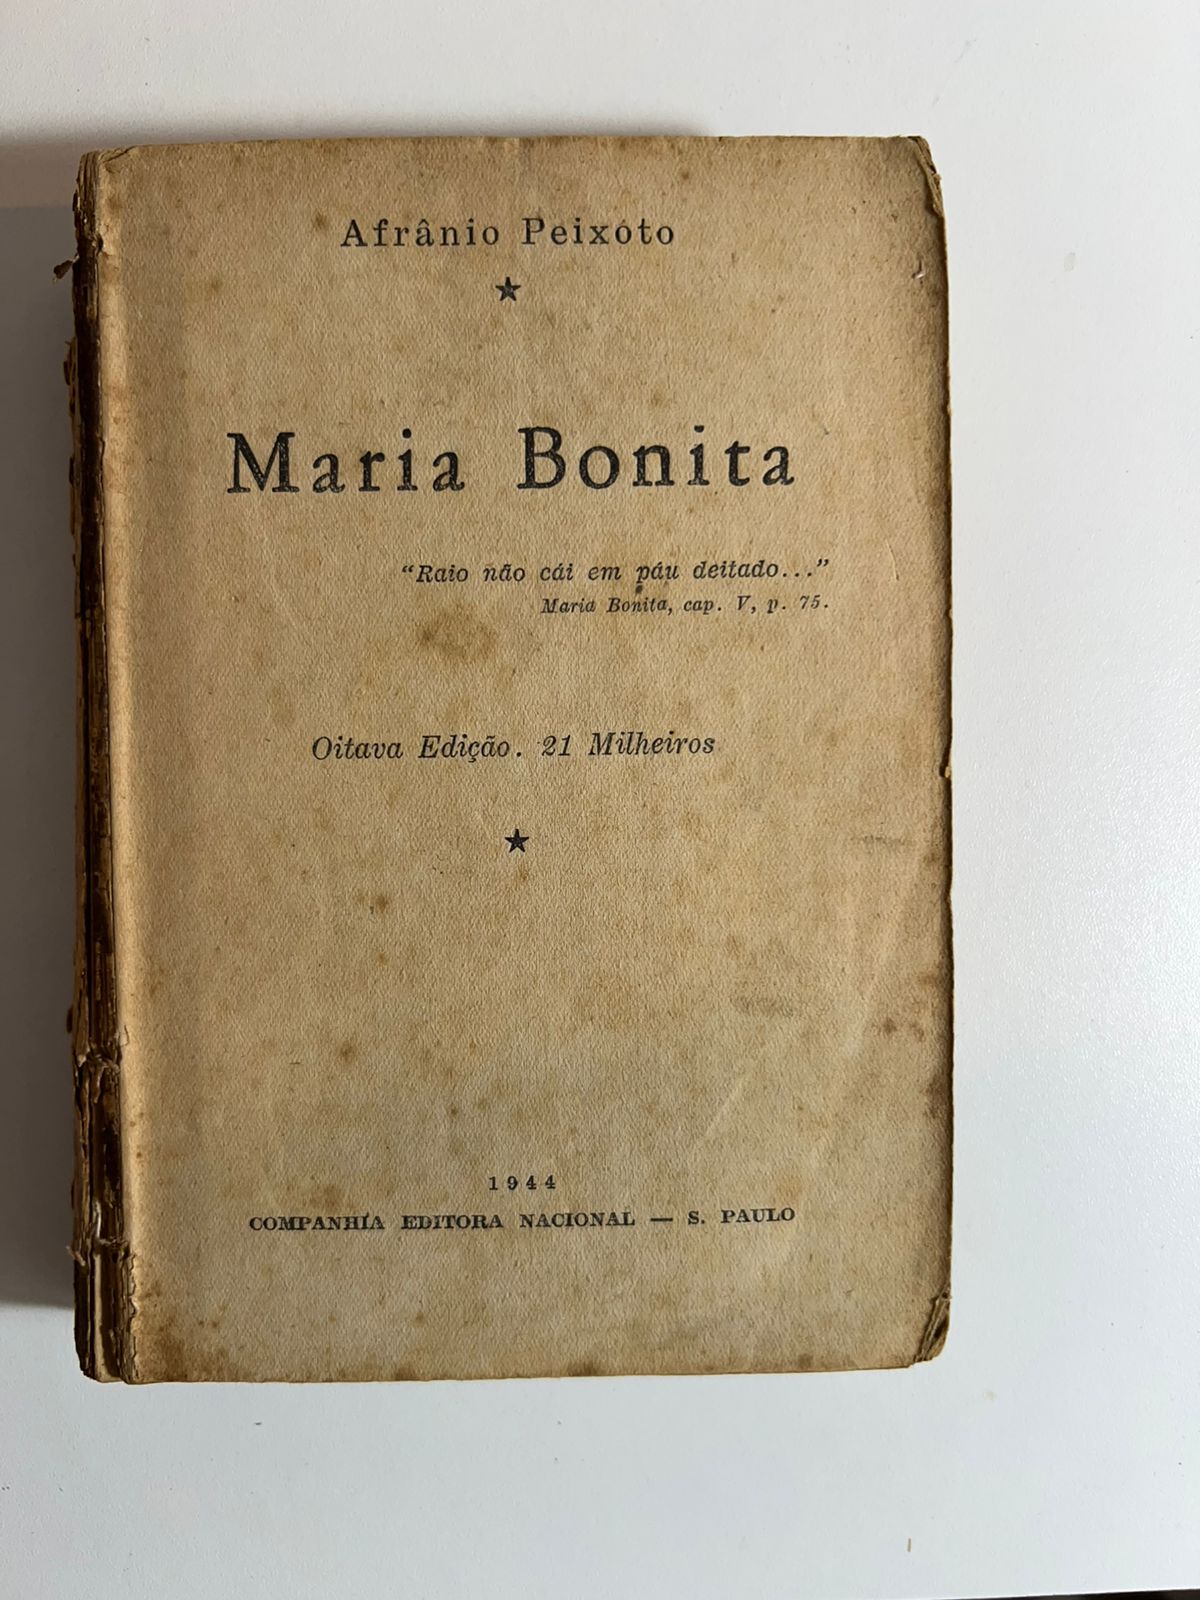 Afrânio Peixoto
Maria Bonita
“Raio não cái em páu deitado...”
Maria Bonita, cap. V, p. 75.
Oitava Edição. 21 Milheiros
1944
COMPANHÍA EDITORA NACIONAL — S. PAULO